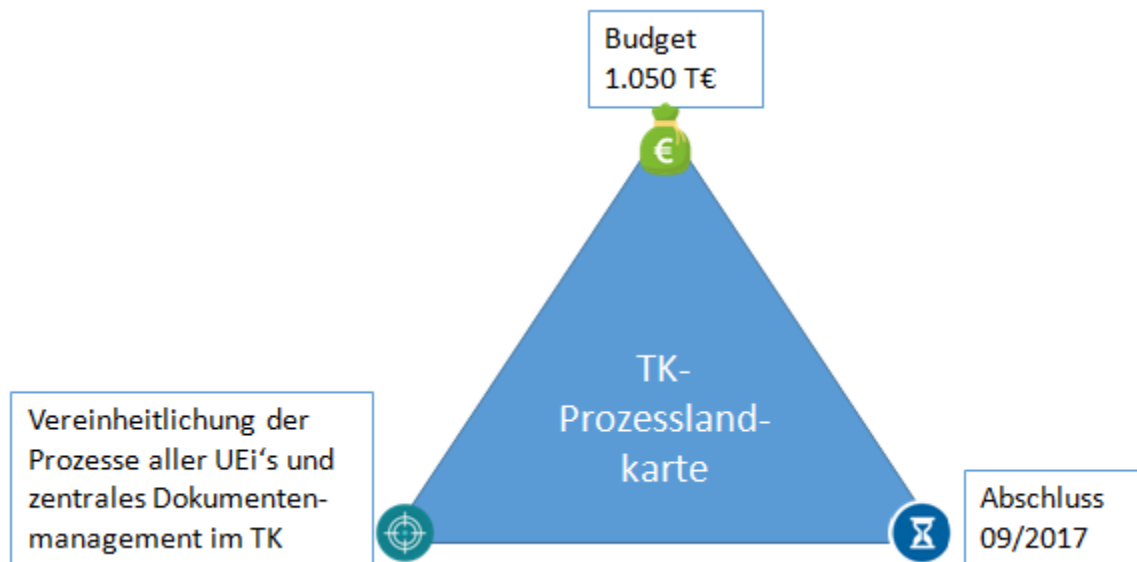 Budget
1.050 T€
€
TK-
Prozessland-
karte
Vereinheitlichung der
Prozesse aller UEi‘s und
zentrales Dokumenten-
management im TK
Abschluss
09/2017